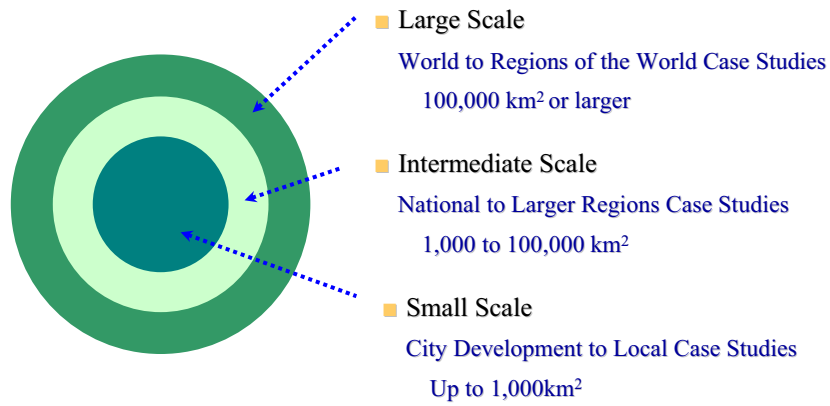 Large Scale
World to Regions of the World Case Studies
100,000 km² or larger
Intermediate Scale
National to Larger Regions Case Studies
1,000 to 100,000 km²
Small Scale
City Development to Local Case Studies
Up to 1,000km²